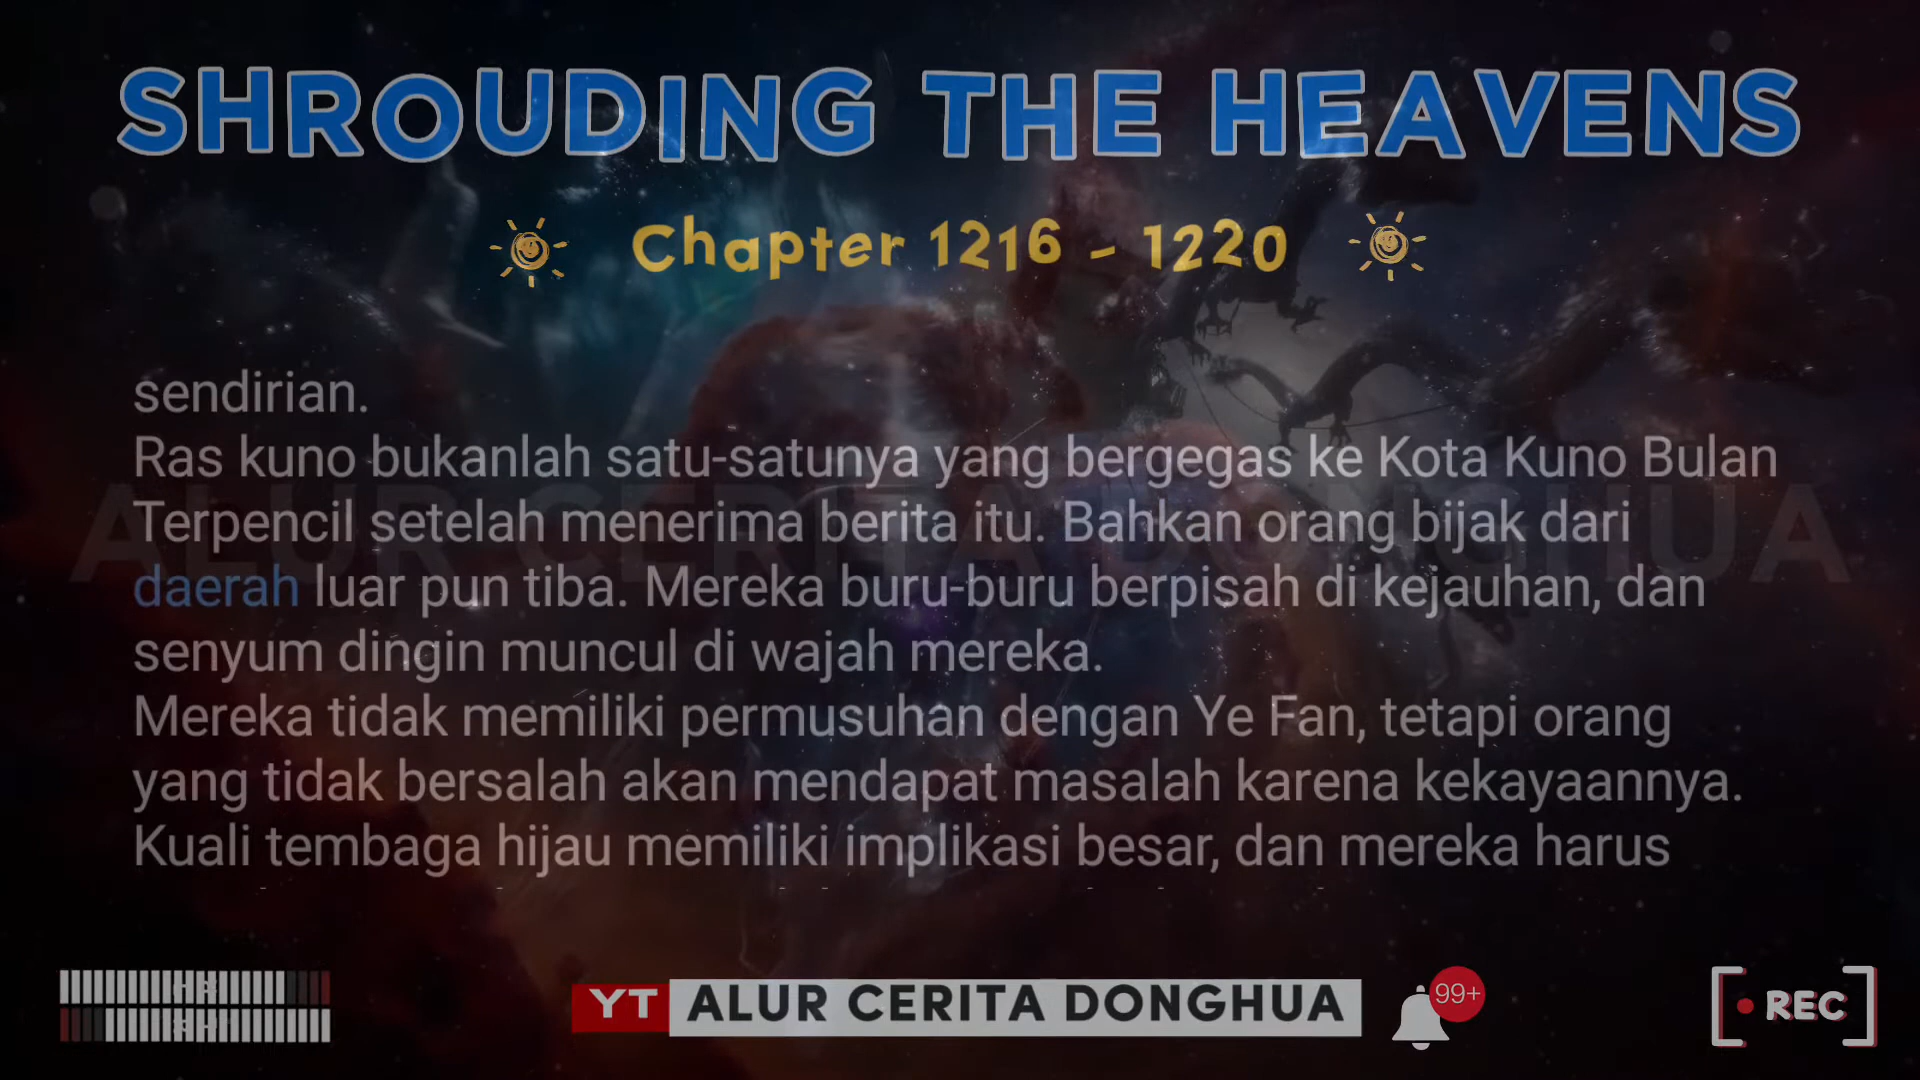 SHROUDING THE HEAVENS
Chapter 1216 - 1220
sendirian.
Ras kuno bukanlah satu-satunya yang bergegas ke Kota Kuno Bulan
Terpencil setelah menerima berita itu. Bahkan orang bijak dari
daerah luar pun tiba. Mereka buru-buru berpisah di kejauhan, dan
senyum dingin muncul di wajah mereka.
Mereka tidak memiliki permusuhan dengan Ye Fan, tetapi orang
yang tidak bersalah akan mendapat masalah karena kekayaannya.
Kuali tembaga hijau memiliki implikasi besar, dan mereka harus
ALUR CERITA DONGHUA
YT ALUR CERITA DONGHUA
99+
REC